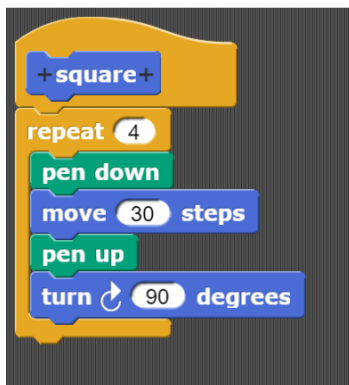 +square+
repeat 4
pen down
move 30 steps
pen up
turn 90 degrees